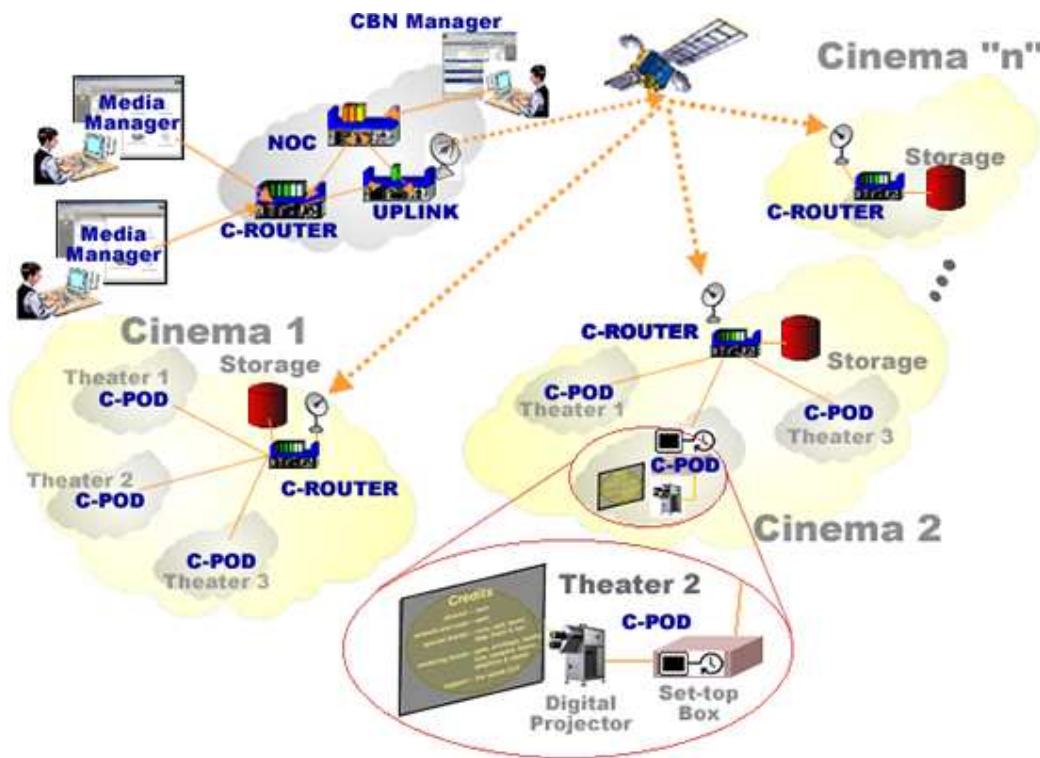 CBN Manager
Cinema "n"
Media
Manager
NOC
Storage
UPLINK
C-ROUTER
C-ROUTER
Media
Manager
Cinema 1
C-ROUTER
Storage
Storage
Theater 1
C-POD
C-POD
Theater 1
C-POD
Theater 3
Theater 2
C-POD
C-ROUTER
C-POD
C-POD
Theater 3
Cinema 2
Credits
Theater 2
C-POD
Digital
Projector
Set-top
Box